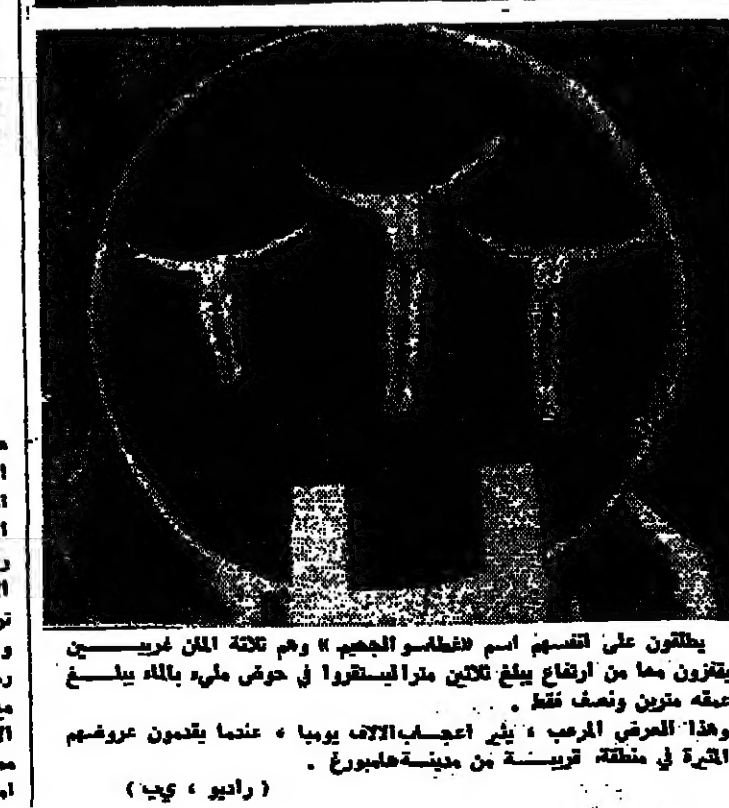 يطلقون على انفسهم اسم «غطاسو الجحيم» وهم ثلاثة المان غريبين
يقفزون معا من ارتفاع يبلغ ثلاثين مترا ليستقروا في حوض مليء بالماء يبلغ
عمقه مترين ونصف فقط .
وهذا العرض المرعب ، يثير اعجاب الالاف يوميا ، عندما يقدمون عروضهم
المثيرة في منطقة قريبة من مدينة هامبورغ .
( راديو ، يب )